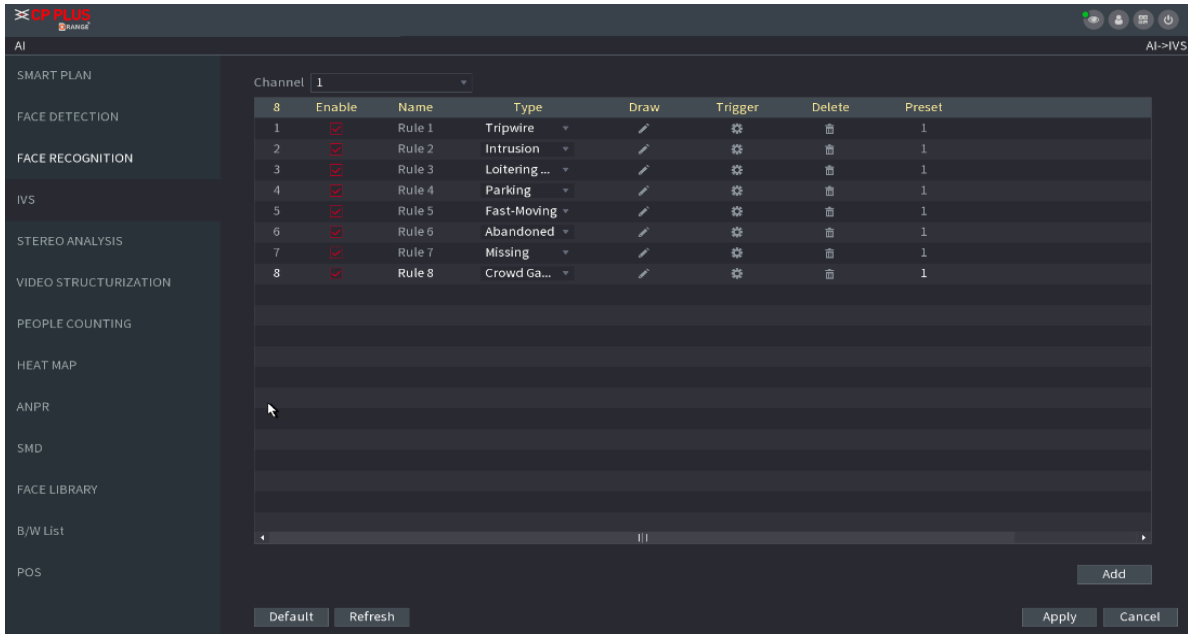 CP PLUS
ORANGE
AI
AI->IVS
SMART PLAN
FACE DETECTION
FACE RECOGNITION
IVS
STEREO ANALYSIS
VIDEO STRUCTURIZATION
PEOPLE COUNTING
HEAT MAP
ANPR
SMD
FACE LIBRARY
B/W List
POS
Channel 1
8 Enable Name Type Draw Trigger Delete Preset
1 Rule 1 Tripwire 1
2 Rule 2 Intrusion 1
3 Rule 3 Loitering ... 1
4 Rule 4 Parking 1
5 Rule 5 Fast-Moving 1
6 Rule 6 Abandoned 1
7 Rule 7 Missing 1
8 Rule 8 Crowd Ga... 1
Add
Default Refresh Apply Cancel